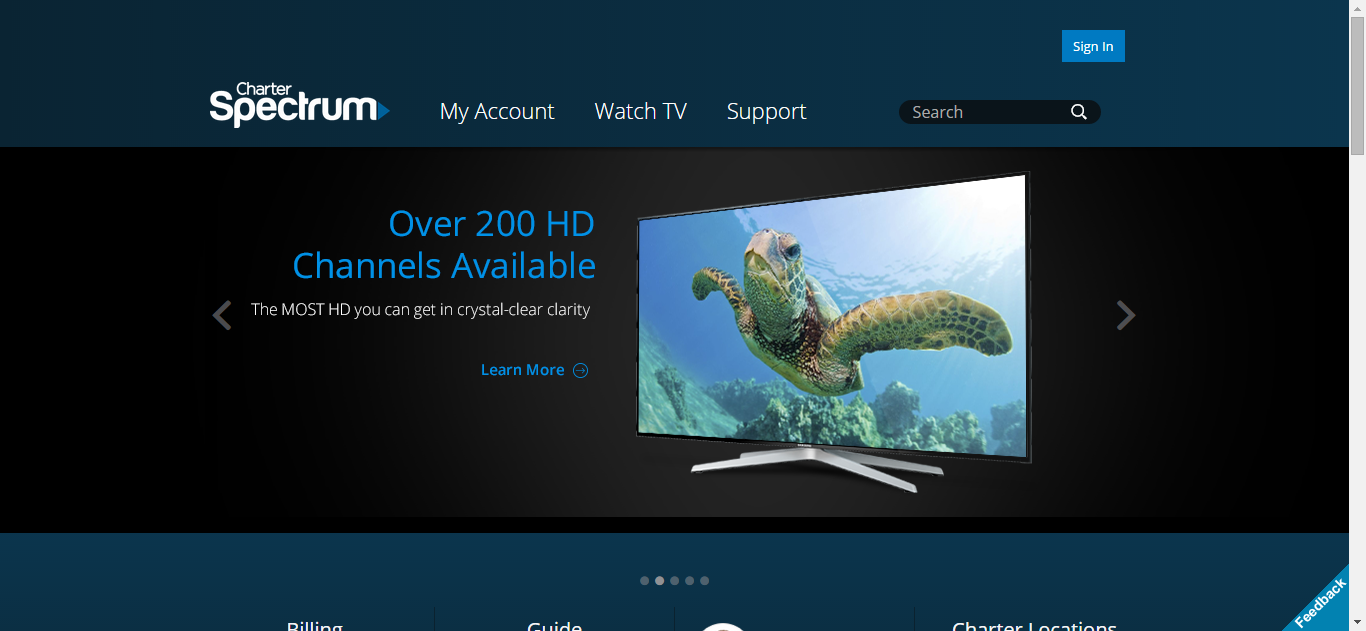 Sign In
Charter
Spectrum
My Account
Watch TV
Support
Search
Over 200 HD
Channels Available
The MOST HD you can get in crystal-clear clarity
Learn More
Feedback
Billing
Guide
Charter Locations